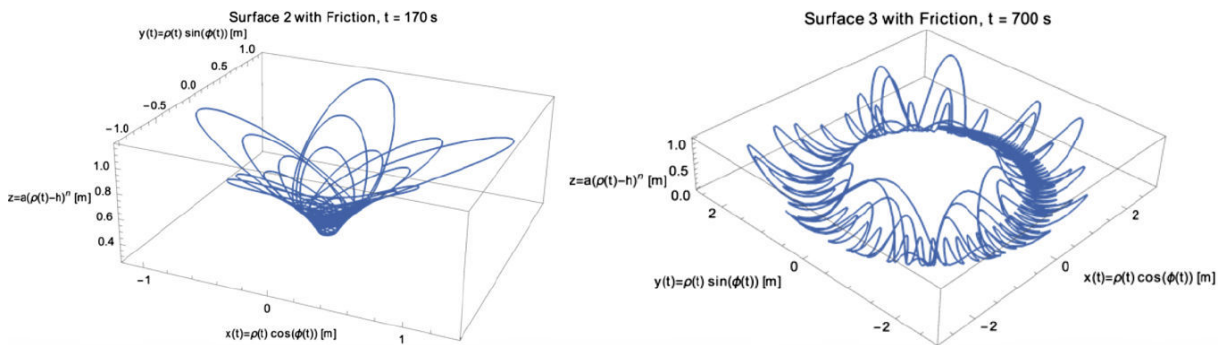 Surface 2 with Friction, t = 170 s
y(t)=ρ(t) sin(ϕ(t)) [m]
1.0
0.5
0.0
−0.5
−1.0
1.0
0.8
0.6
0.4
z=a(ρ(t)−h)ⁿ [m]
−1
0
1
x(t)=ρ(t) cos(ϕ(t)) [m]
Surface 3 with Friction, t = 700 s
1.0
0.5
0.0
z=a(ρ(t)−h)ⁿ [m]
2
0
−2
y(t)=ρ(t) sin(ϕ(t)) [m]
2
0
−2
x(t)=ρ(t) cos(ϕ(t)) [m]